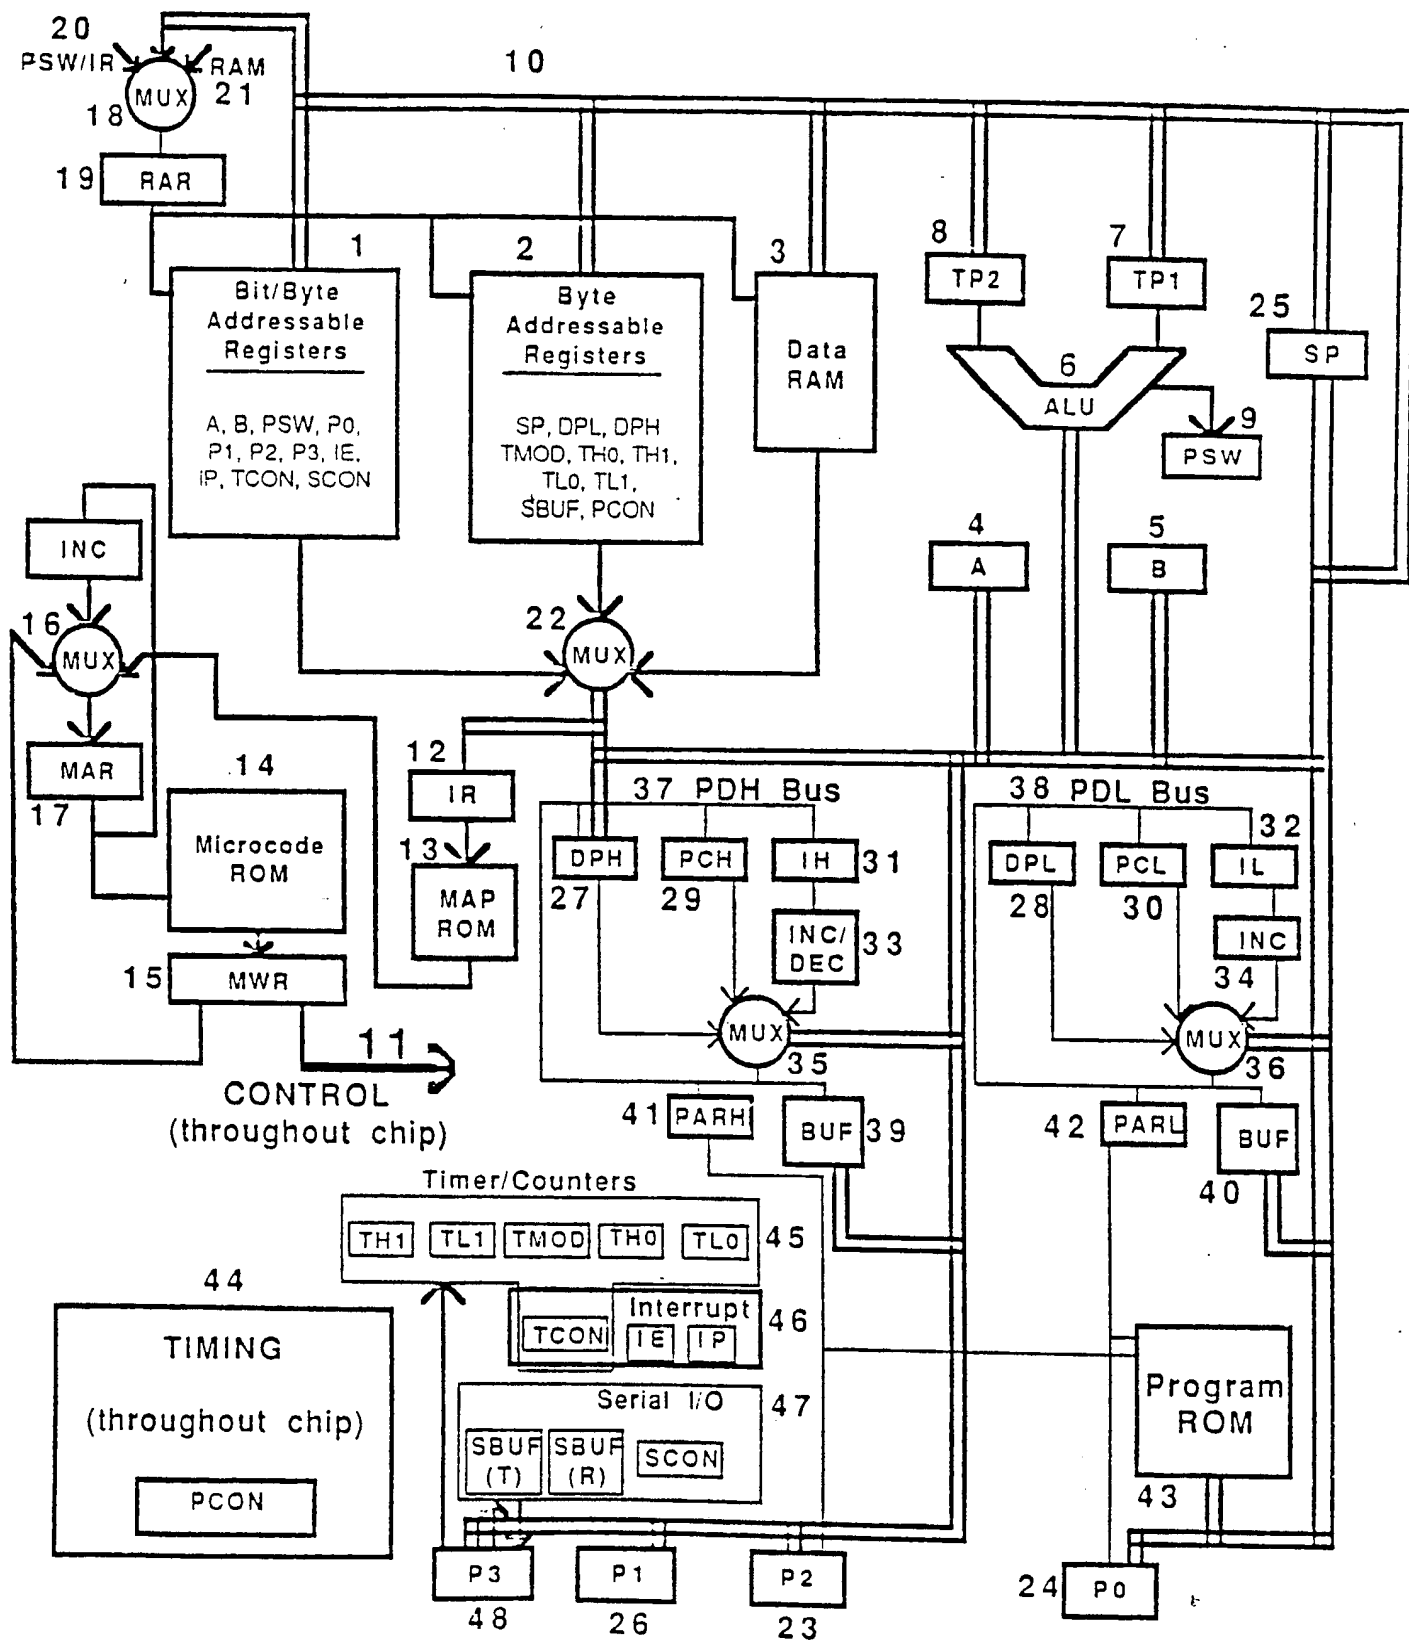 20
PSW/IR
RAM
21
10
MUX
18
19
RAR
1
2
3
8
7
TP2
TP1
25
SP
Bit/Byte
Addressable
Registers
A, B, PSW, P0,
P1, P2, P3, IE,
IP, TCON, SCON
Byte
Addressable
Registers
SP, DPL, DPH
TMOD, TH0, TH1,
TL0, TL1,
SBUF, PCON
Data
RAM
6
ALU
9
PSW
4
A
5
B
INC
16
MUX
22
MUX
MAR
17
14
Microcode
ROM
12
IR
13
MAP
ROM
15
MWR
11
CONTROL
(throughout chip)
37 PDH Bus
38 PDL Bus
DPH
27
PCH
29
IH
31
INC/
DEC
33
MUX
35
32
DPL
28
PCL
30
IL
INC
34
MUX
36
41
PARH
BUF
39
42
PARL
BUF
40
Timer/Counters
TH1
TL1
TMOD
TH0
TL0
45
44
TIMING
(throughout chip)
PCON
Interrupt
46
TCON
IE
IP
Serial I/O
47
SBUF
(T)
SBUF
(R)
SCON
Program
ROM
43
P3
48
P1
26
P2
23
24
P0